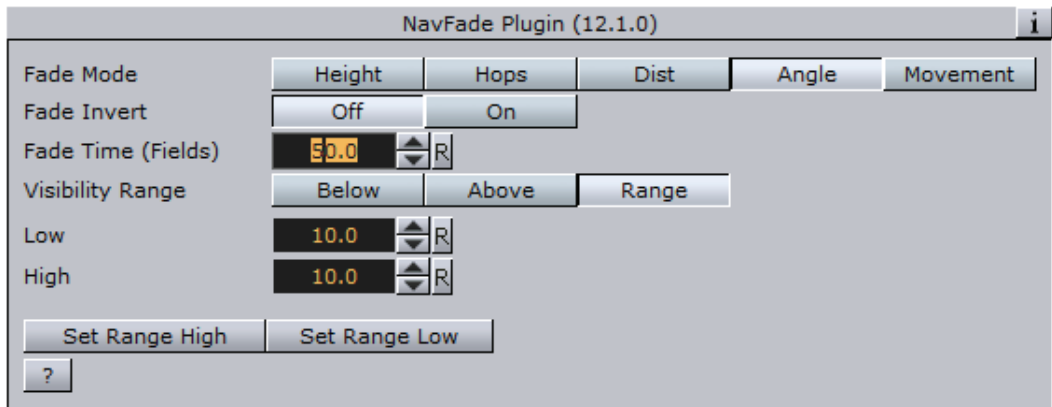 NavFade Plugin (12.1.0) i
Fade Mode Height Hops Dist Angle Movement
Fade Invert Off On
Fade Time (Fields) 50.0 R
Visibility Range Below Above Range
Low 10.0 R
High 10.0 R
Set Range High Set Range Low
?